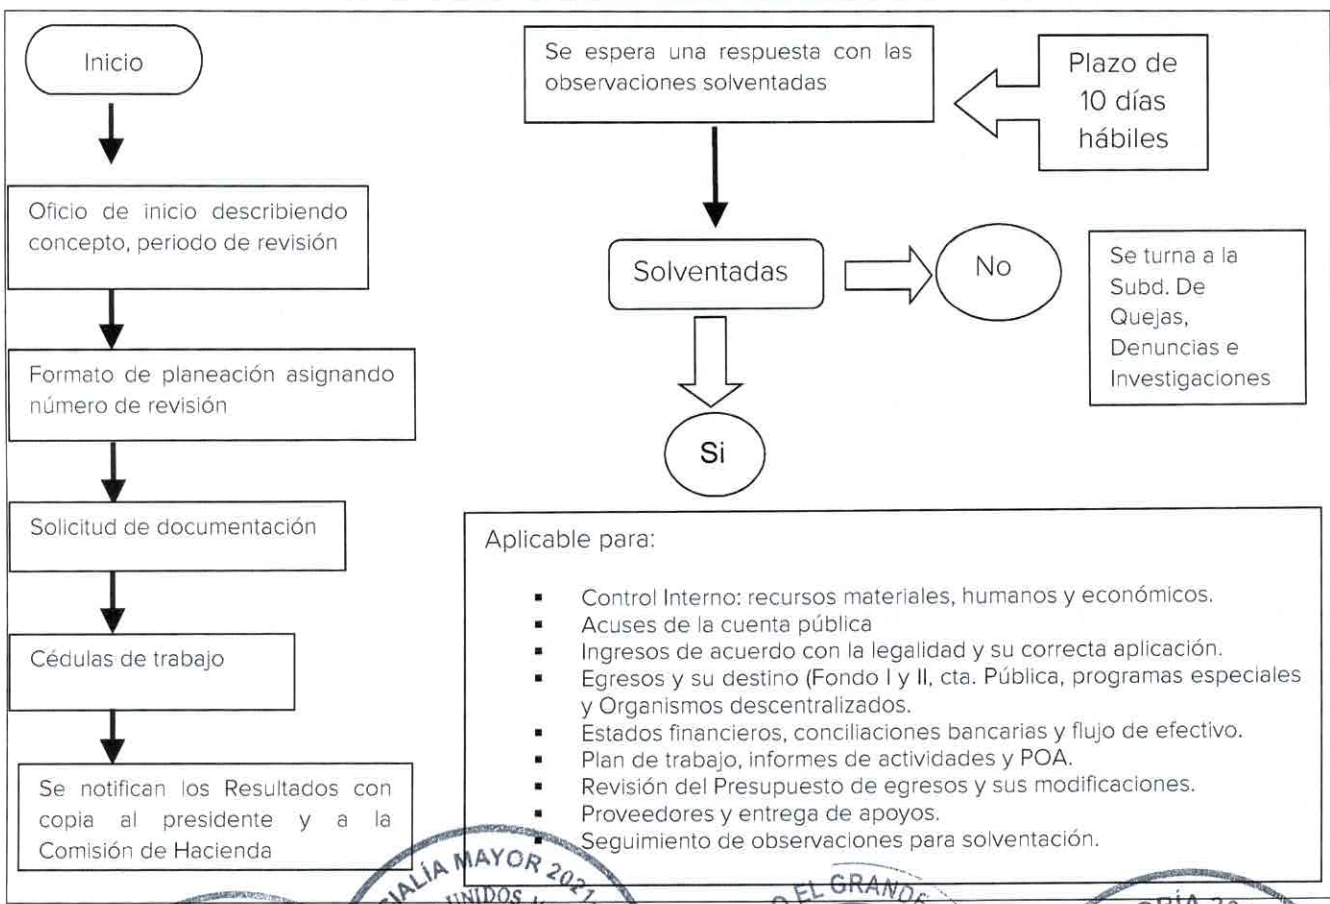 Inicio
Oficio de inicio describiendo
concepto, periodo de revisión
Formato de planeación asignando
número de revisión
Solicitud de documentación
Cédulas de trabajo
Se notifican los Resultados con
copia al presidente y a la
Comisión de Hacienda
Se espera una respuesta con las
observaciones solventadas
Plazo de
10 días
hábiles
Solventadas
No
Se turna a la
Subd. De
Quejas,
Denuncias e
Investigaciones
Si
Aplicable para:
▪ Control Interno: recursos materiales, humanos y económicos.
▪ Acuses de la cuenta pública
▪ Ingresos de acuerdo con la legalidad y su correcta aplicación.
▪ Egresos y su destino (Fondo I y II, cta. Pública, programas especiales
y Organismos descentralizados.
▪ Estados financieros, conciliaciones bancarias y flujo de efectivo.
▪ Plan de trabajo, informes de actividades y POA.
▪ Revisión del Presupuesto de egresos y sus modificaciones.
▪ Proveedores y entrega de apoyos.
▪ Seguimiento de observaciones para solventación.
MAYOR
UNIDOS
EL GRANDE